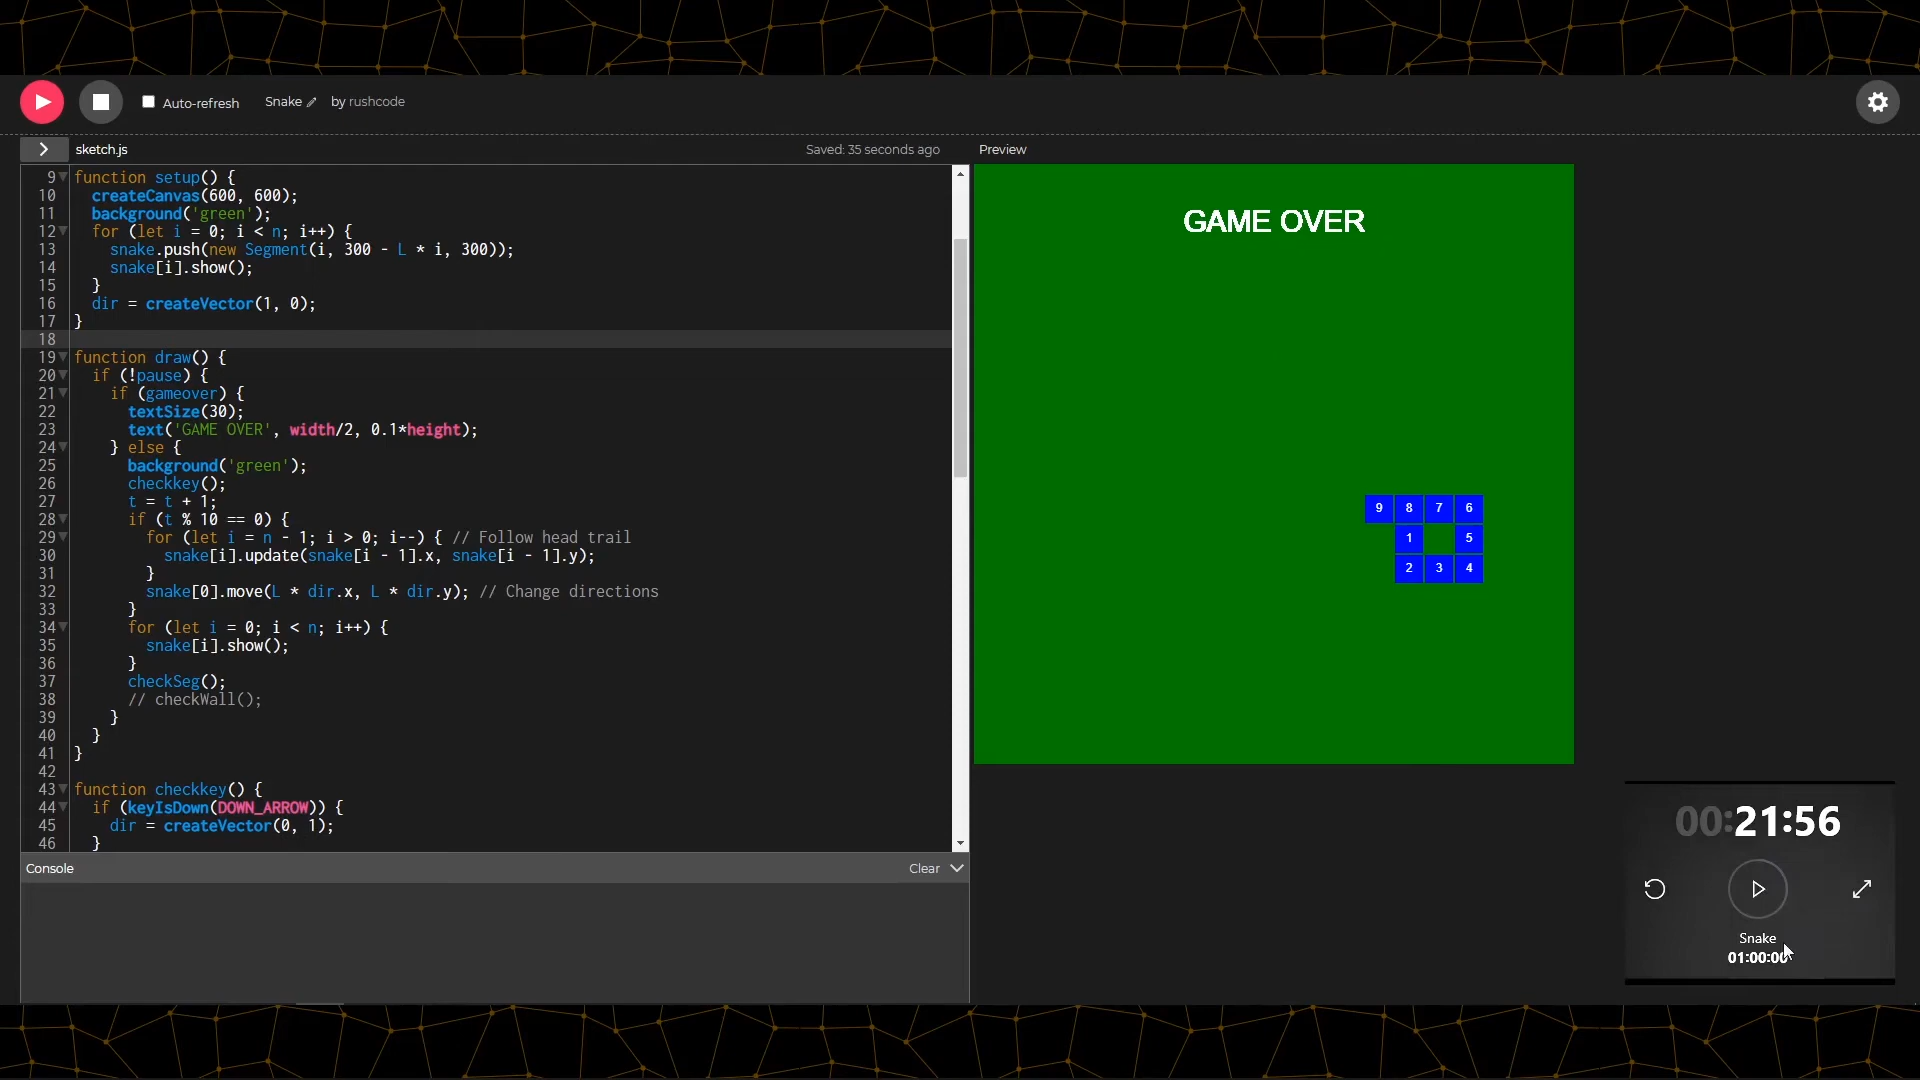 Auto-refresh Snake by rushcode
sketch.js Saved: 35 seconds ago Preview
9 function setup() {
10 createCanvas(600, 600);
11 background('green');
12 for (let i = 0; i < n; i++) {
13 snake.push(new Segment(i, 300 - L * i, 300));
14 snake[i].show();
15 }
16 dir = createVector(1, 0);
17 }
18
19 function draw() {
20 if (!pause) {
21 if (gameover) {
22 textSize(30);
23 text('GAME OVER', width/2, 0.1*height);
24 } else {
25 background('green');
26 checkkey();
27 t = t + 1;
28 if (t % 10 == 0) {
29 for (let i = n - 1; i > 0; i--) { // Follow head trail
30 snake[i].update(snake[i - 1].x, snake[i - 1].y);
31 }
32 snake[0].move(L * dir.x, L * dir.y); // Change directions
33 }
34 for (let i = 0; i < n; i++) {
35 snake[i].show();
36 }
37 checkSeg();
38 // checkWall();
39 }
40 }
41 }
42
43 function checkkey() {
44 if (keyIsDown(DOWN_ARROW)) {
45 dir = createVector(0, 1);
46 }
Console Clear
GAME OVER
9 8 7 6
1 5
2 3 4
00:21:56
Snake
01:00:00